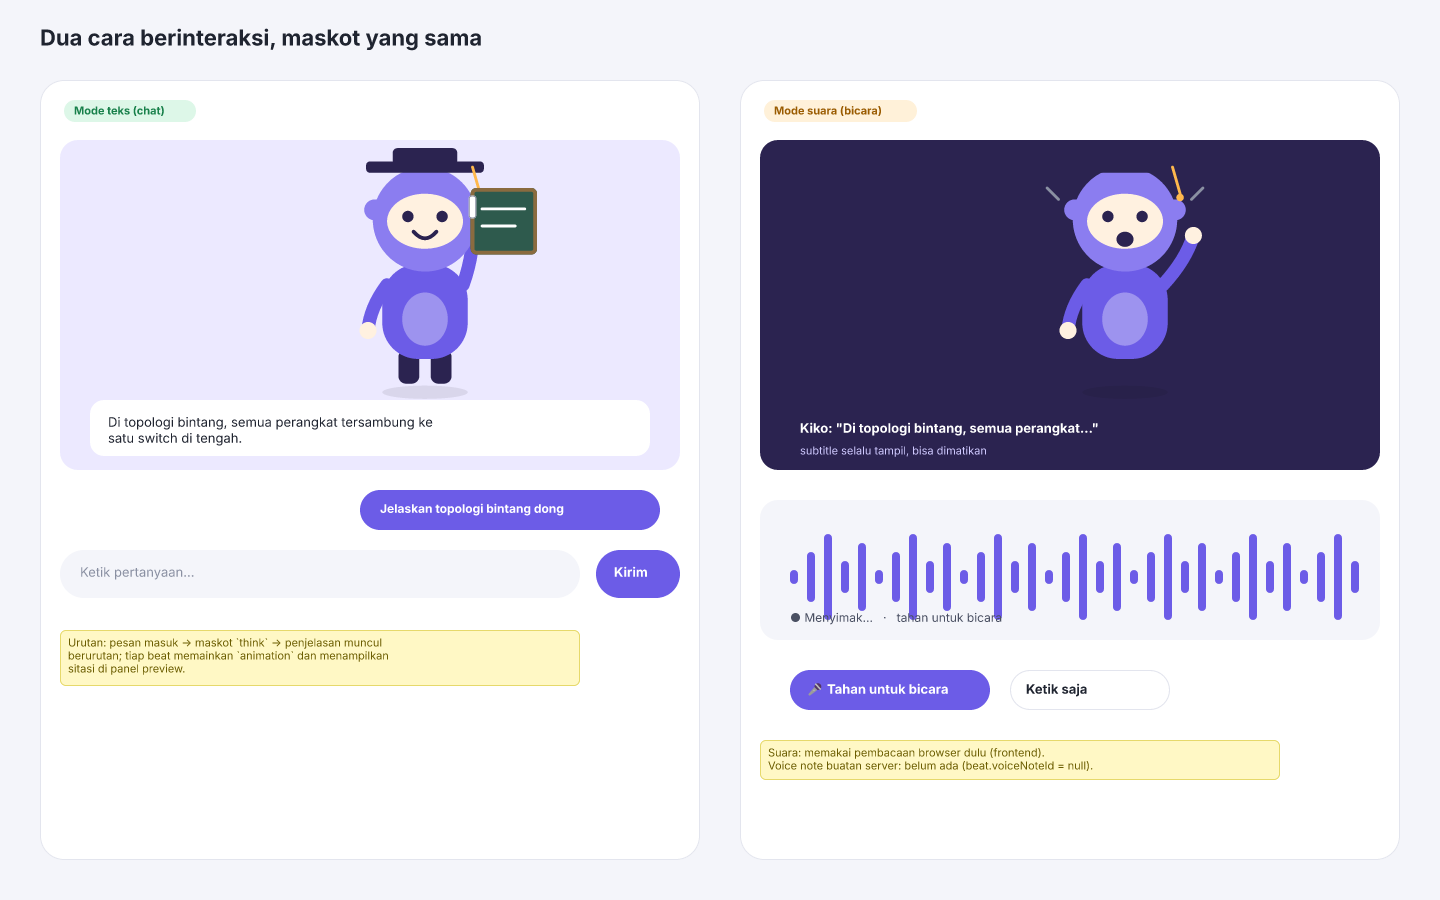 Dua cara berinteraksi, maskot yang sama
Mode teks (chat)
Di topologi bintang, semua perangkat tersambung ke
satu switch di tengah.
Jelaskan topologi bintang dong
Ketik pertanyaan...
Kirim
Urutan: pesan masuk → maskot `think` → penjelasan muncul
berurutan; tiap beat memainkan `animation` dan menampilkan
sitasi di panel preview.
Mode suara (bicara)
Kiko: "Di topologi bintang, semua perangkat..."
subtitle selalu tampil, bisa dimatikan
● Menyimak... · tahan untuk bicara
🎤 Tahan untuk bicara
Ketik saja
Suara: memakai pembacaan browser dulu (frontend).
Voice note buatan server: belum ada (beat.voiceNoteId = null).